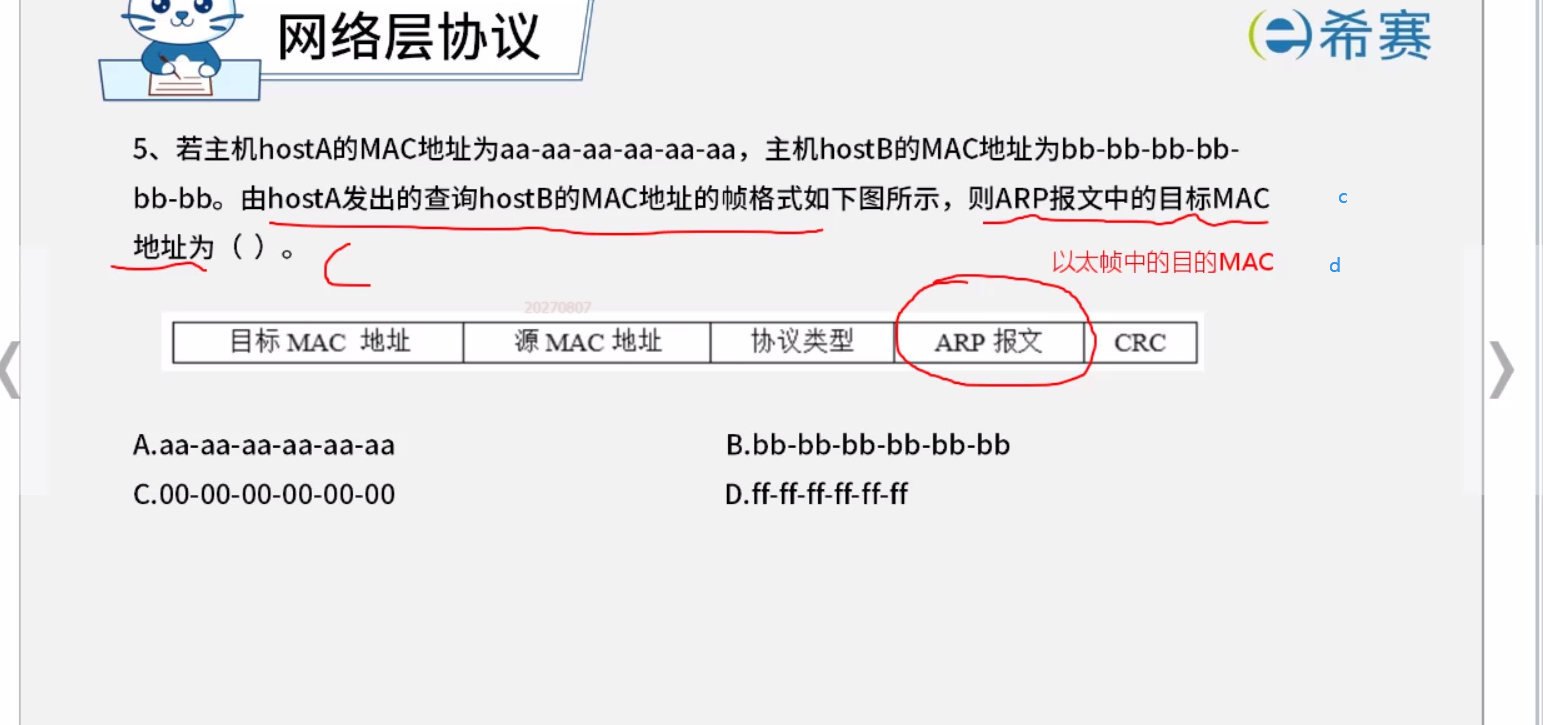 网络层协议
希赛
5、若主机hostA的MAC地址为aa-aa-aa-aa-aa-aa，主机hostB的MAC地址为bb-bb-bb-bb-
bb-bb。由hostA发出的查询hostB的MAC地址的帧格式如下图所示，则ARP报文中的目标MAC
c
地址为（ ）。
C
以太帧中的目的MAC
d
20270807
目标 MAC 地址 源 MAC 地址 协议类型 ARP 报文 CRC
A.aa-aa-aa-aa-aa-aa B.bb-bb-bb-bb-bb-bb
C.00-00-00-00-00-00 D.ff-ff-ff-ff-ff-ff